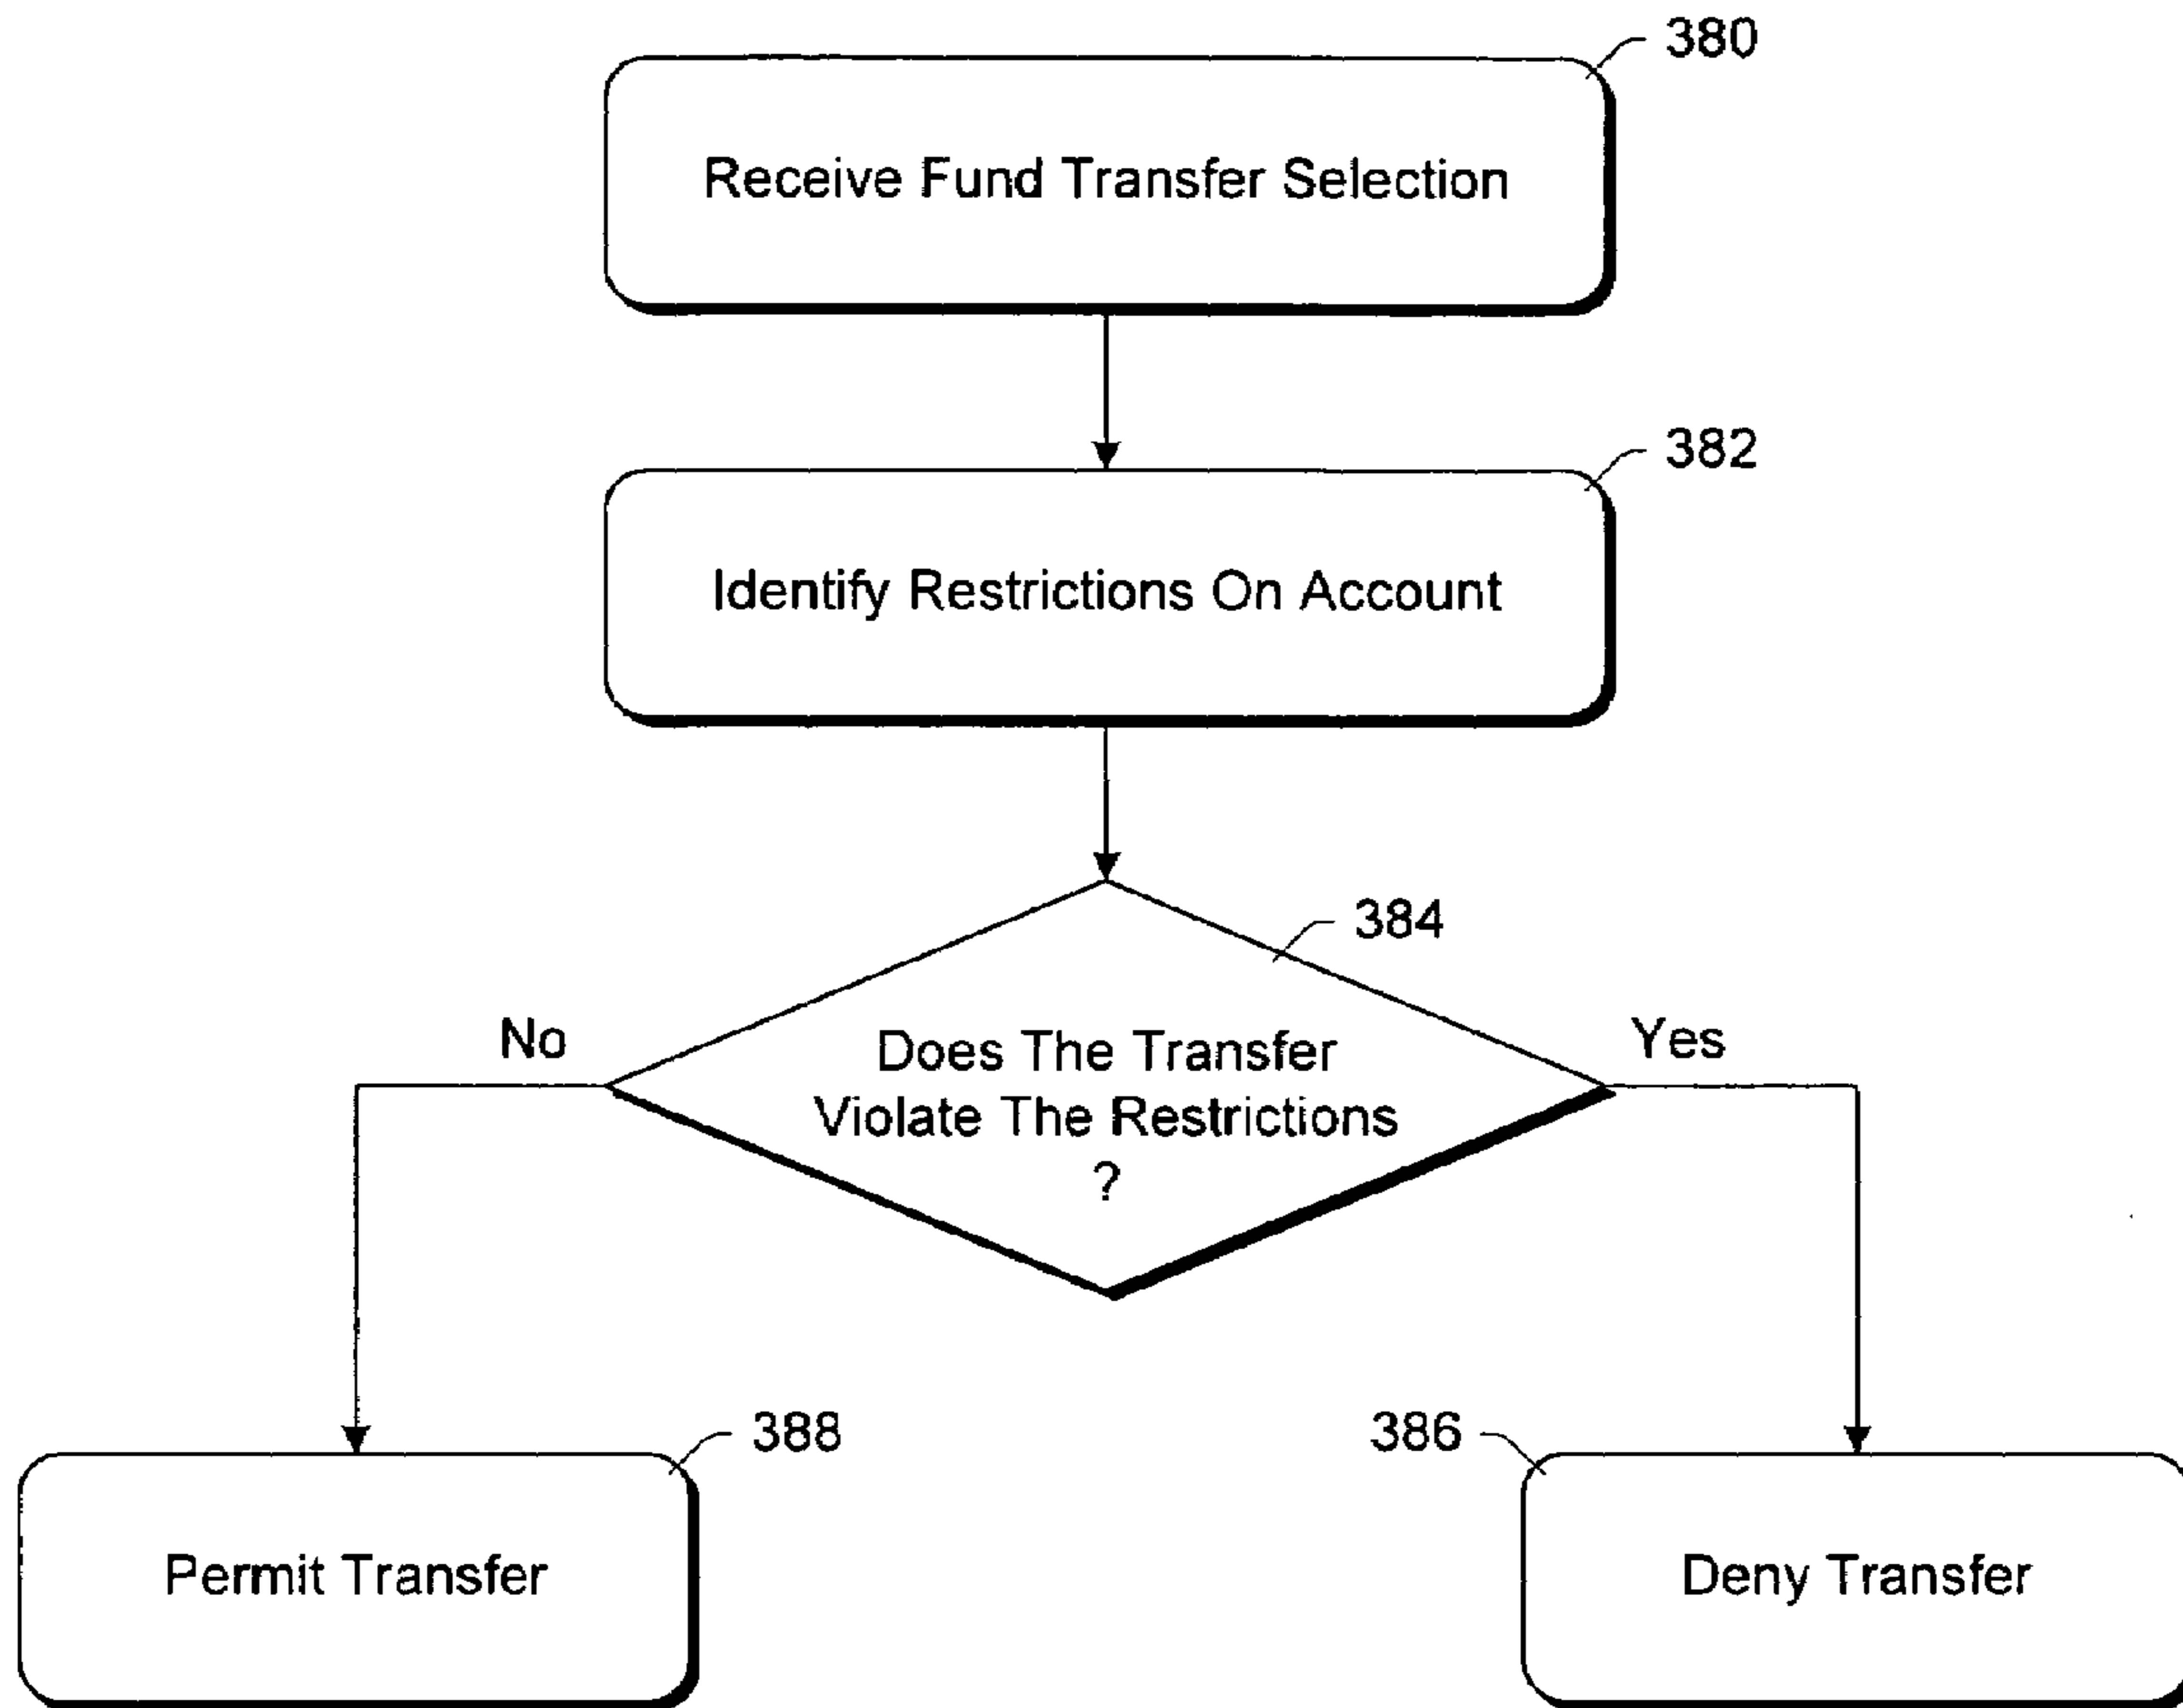 380
Receive Fund Transfer Selection
382
Identify Restrictions On Account
384
No
Yes
Does The Transfer
Violate The Restrictions
?
388
386
Permit Transfer
Deny Transfer